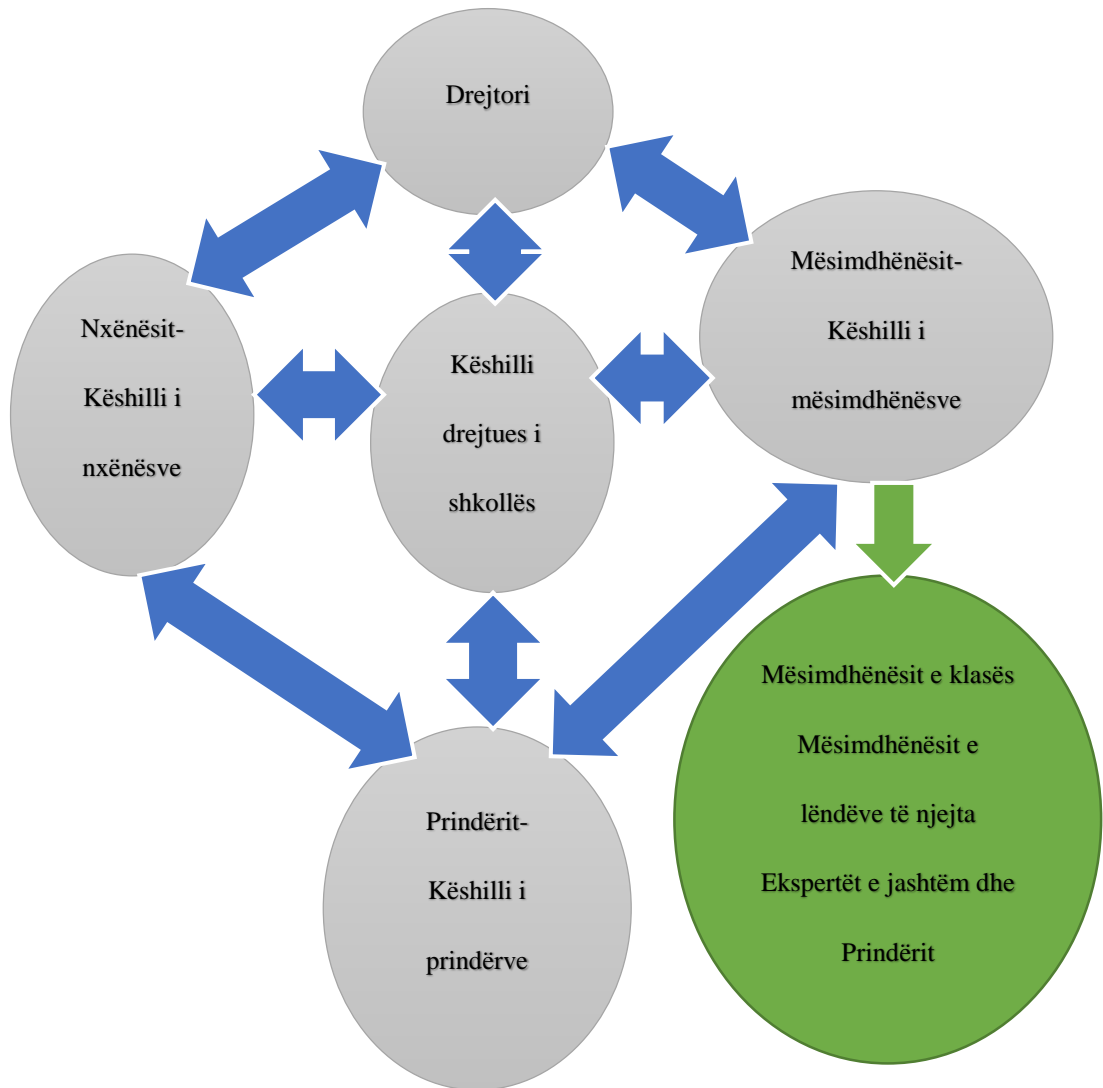 Drejtori
Mësimdhënësit-
Këshilli i
mësimdhënësve
Nxënësit-
Këshilli i
nxënësve
Këshilli
drejtues i
shkollës
Mësimdhënësit e klasës
Mësimdhënësit e
lëndëve të njejta
Ekspertët e jashtëm dhe
Prindërit
Prindërit-
Këshilli i
prindërve